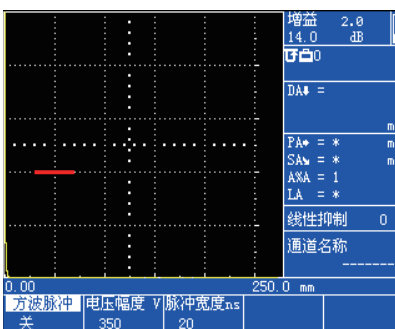 增益 2.0
14.0 dB
0
DA =
m
PA = * m
SA = * m
A%A = 1
LA = *
线性抑制 0
通道名称
-------
0.00 250.0 mm
方波脉冲 电压幅度 V 脉冲宽度ns
关 350 20